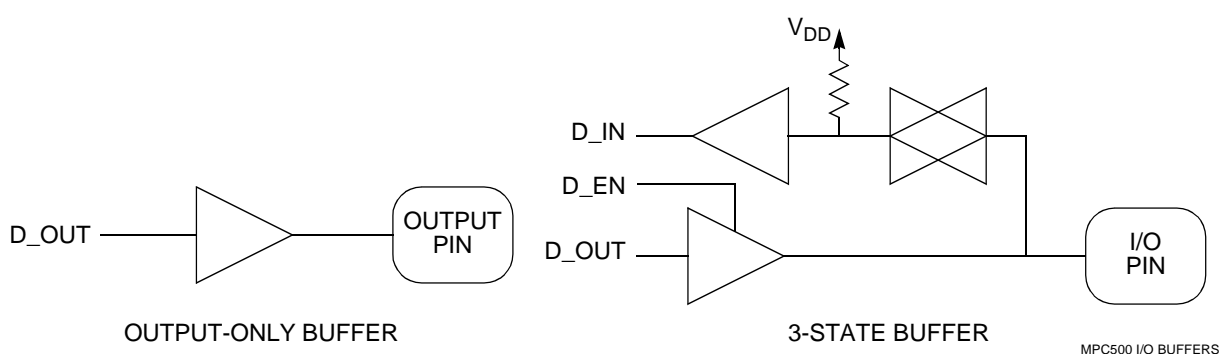 D_OUT
OUTPUT
PIN
OUTPUT-ONLY BUFFER
VDD
D_IN
D_EN
D_OUT
I/O
PIN
3-STATE BUFFER
MPC500 I/O BUFFERS